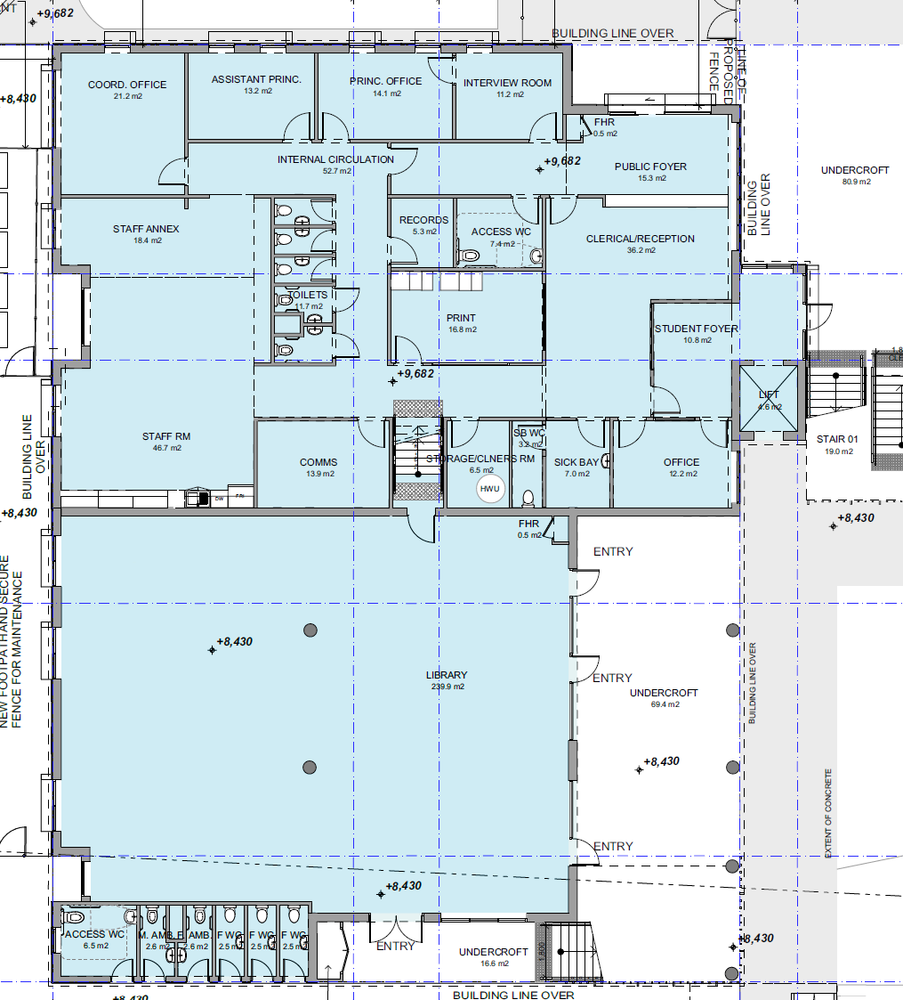 NT
+9,682
BUILDING LINE OVER
LINE OF
PROPOSED
FENCE
+8,430
COORD. OFFICE
21.2 m2
ASSISTANT PRINC.
13.2 m2
PRINC. OFFICE
14.1 m2
INTERVIEW ROOM
11.2 m2
FHR
0.5 m2
INTERNAL CIRCULATION
52.7 m2
+9,682
PUBLIC FOYER
15.3 m2
UNDERCROFT
80.9 m2
BUILDING
LINE OVER
STAFF ANNEX
18.4 m2
RECORDS
5.3 m2
ACCESS WC
7.4 m2
CLERICAL/RECEPTION
36.2 m2
TOILETS
11.7 m2
PRINT
16.8 m2
STUDENT FOYER
10.8 m2
+9,682
LIFT
4.6 m2
1.8
CLE
STAFF RM
46.7 m2
BUILDING LINE
OVER
COMMS
13.9 m2
STORAGE/CLNERS RM
6.5 m2
HWU
SB WC
3.2 m2
SICK BAY
7.0 m2
OFFICE
12.2 m2
STAIR 01
19.0 m2
DW
FRI
+8,430
+8,430
FHR
0.5 m2
ENTRY
NEW FOOTPATH AND SECURE
FENCE FOR MAINTENANCE
+8,430
LIBRARY
239.9 m2
ENTRY
UNDERCROFT
69.4 m2
BUILDING LINE OVER
+8,430
EXTENT OF CONCRETE
ENTRY
+8,430
ACCESS WC
6.5 m2
M. AMB.
2.6 m2
F. AMB.
2.6 m2
F WC
2.5 m2
F WC
2.5 m2
F WC
2.5 m2
ENTRY
UNDERCROFT
16.6 m2
1,800
+8,430
+8,430
BUILDING LINE OVER